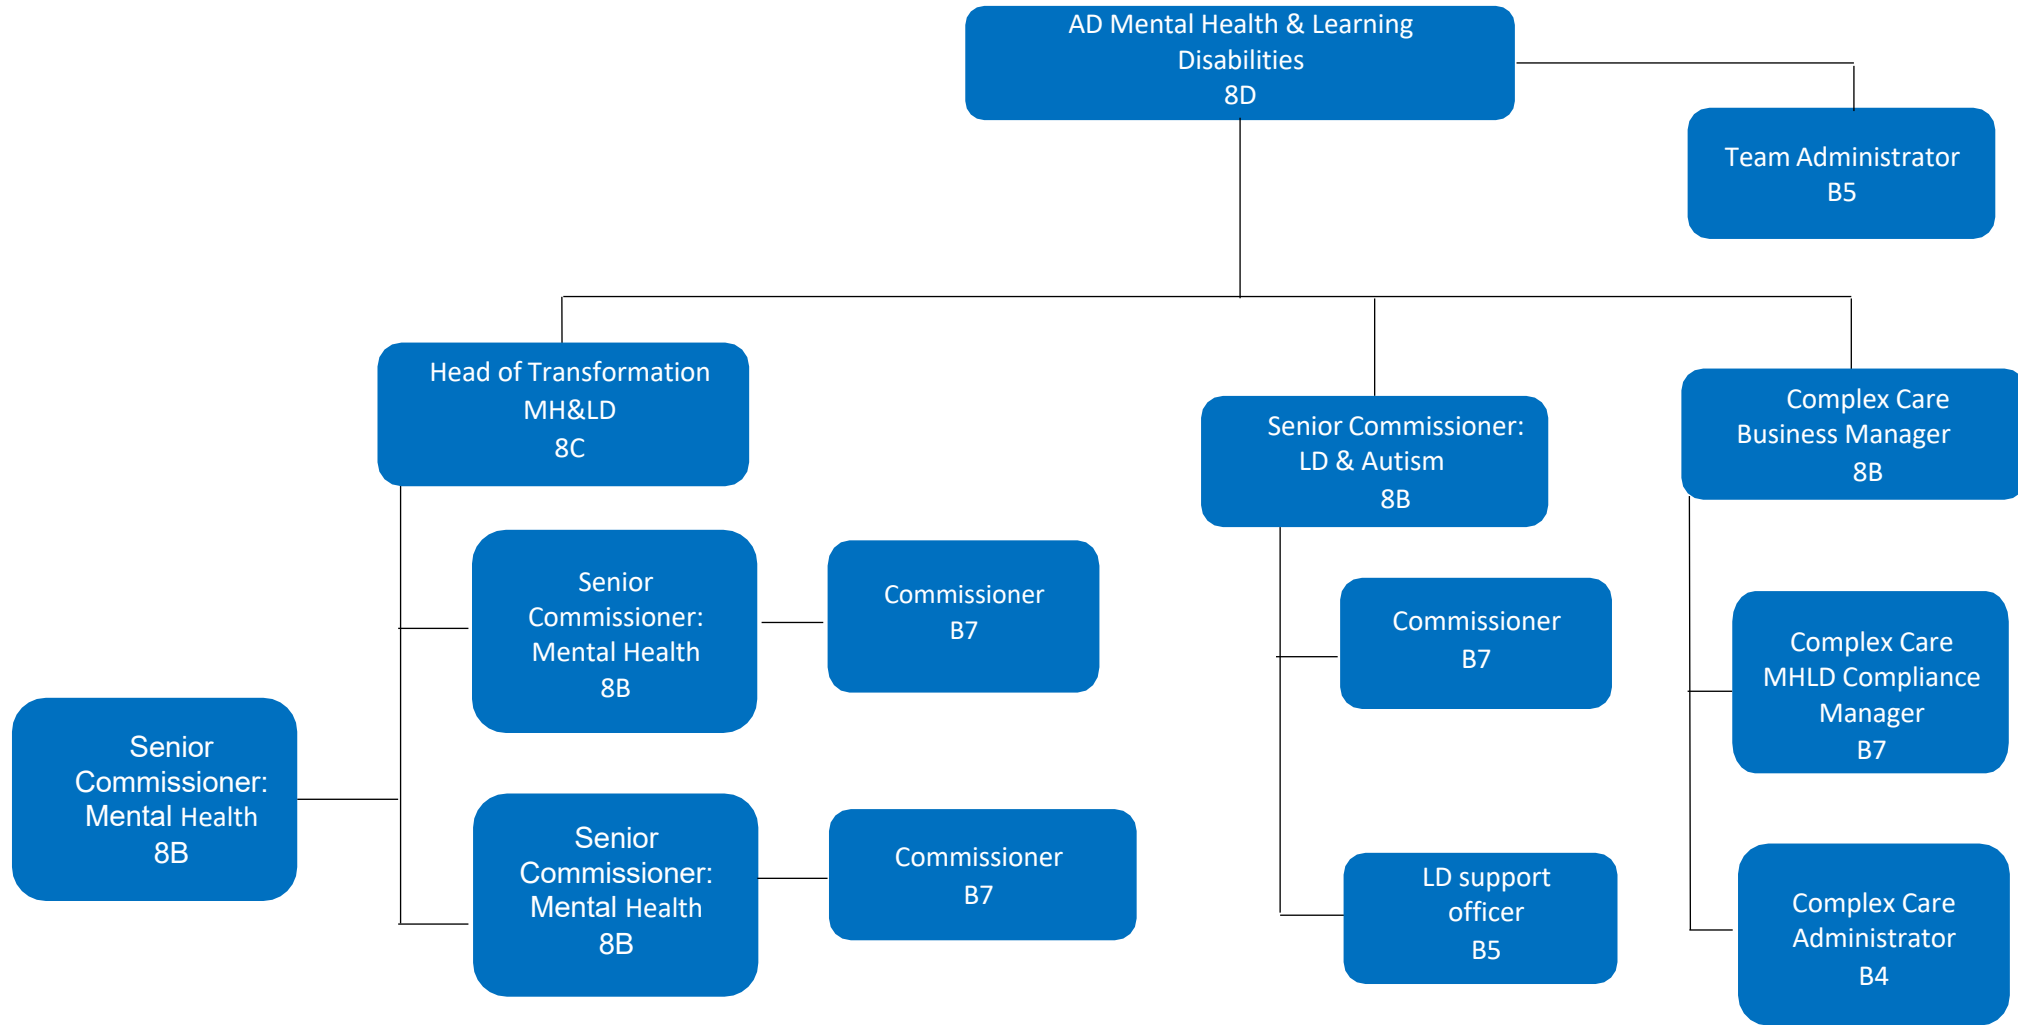 AD Mental Health & Learning
Disabilities
8D
Team Administrator
B5
Head of Transformation
MH&LD
8C
Senior Commissioner:
LD & Autism
8B
Complex Care
Business Manager
8B
Senior
Commissioner:
Mental Health
8B
Commissioner
B7
Commissioner
B7
Complex Care
MHLD Compliance
Manager
B7
Senior
Commissioner:
Mental Health
8B
Senior
Commissioner:
Mental Health
8B
Commissioner
B7
LD support
officer
B5
Complex Care
Administrator
B4